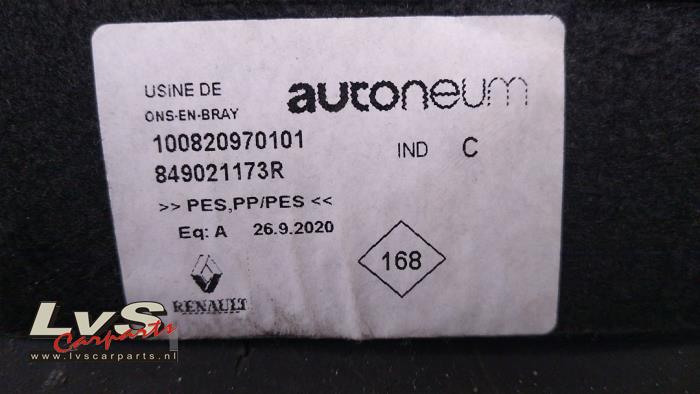 USINE DE
ONS-EN-BRAY
autoneum
100820970101
IND C
849021173R
>> PES,PP/PES <<
Eq: A 26.9.2020
168
RENAULT
LvS
Carparts
www.lvscarparts.nl